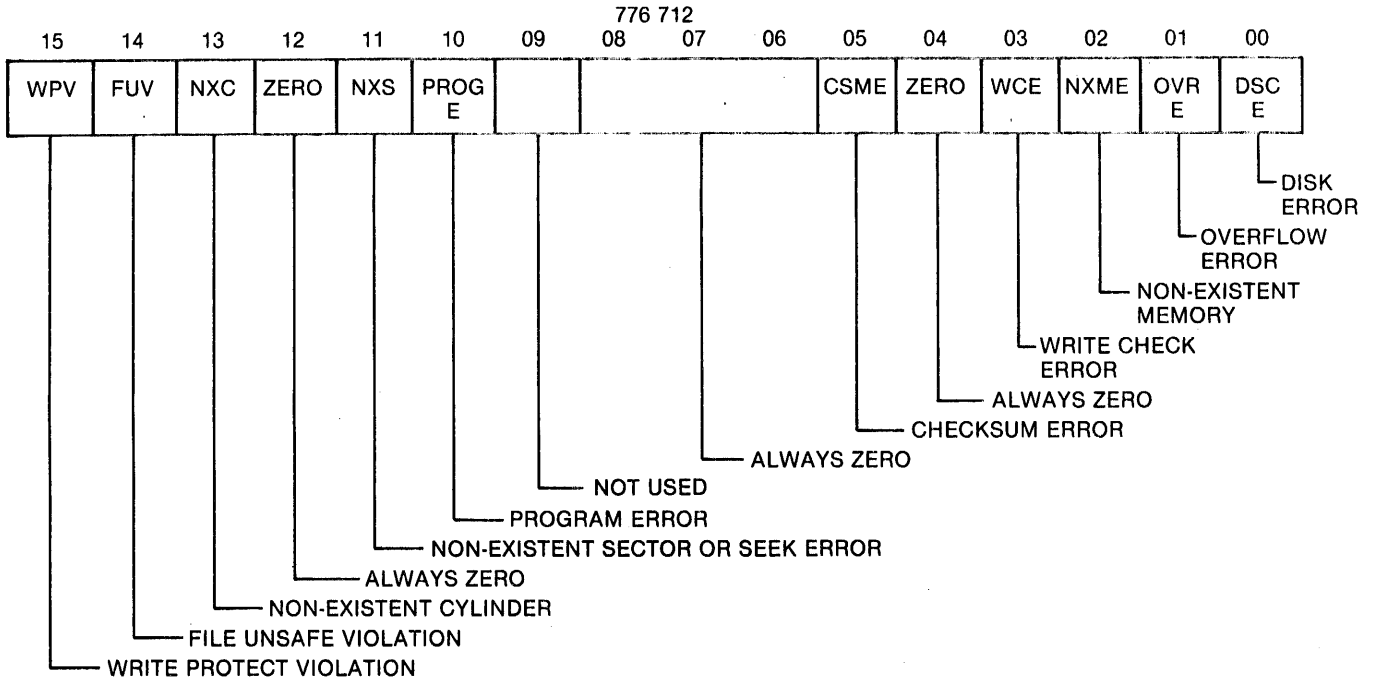 776 712
15 14 13 12 11 10 09 08 07 06 05 04 03 02 01 00
WPV FUV NXC ZERO NXS PROG E CSME ZERO WCE NXME OVR E DSC E
DISK
ERROR
OVERFLOW
ERROR
NON-EXISTENT
MEMORY
WRITE CHECK
ERROR
ALWAYS ZERO
CHECKSUM ERROR
ALWAYS ZERO
NOT USED
PROGRAM ERROR
NON-EXISTENT SECTOR OR SEEK ERROR
ALWAYS ZERO
NON-EXISTENT CYLINDER
FILE UNSAFE VIOLATION
WRITE PROTECT VIOLATION